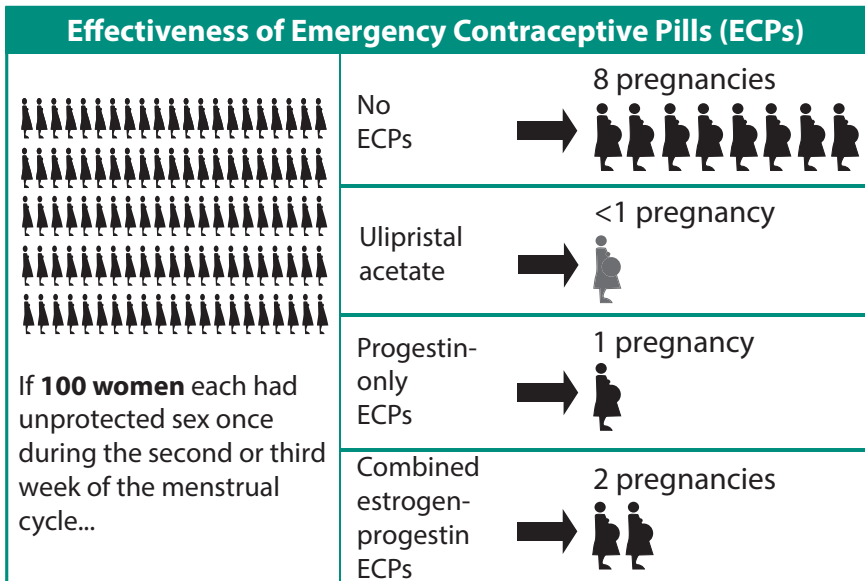 Effectiveness of Emergency Contraceptive Pills (ECPs)
If 100 women each had
unprotected sex once
during the second or third
week of the menstrual
cycle...
No
ECPs
8 pregnancies
Ulipristal
acetate
<1 pregnancy
Progestin-
only
ECPs
1 pregnancy
Combined
estrogen-
progestin
ECPs
2 pregnancies